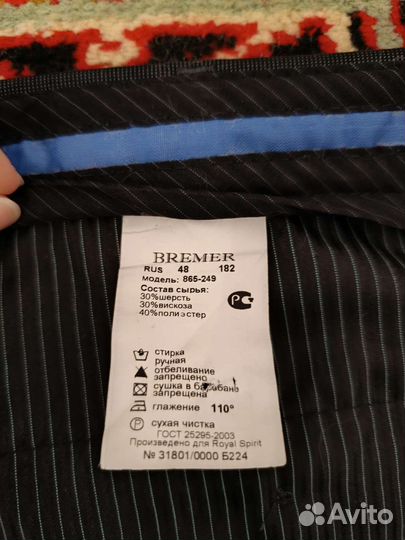 BREMER
RUS 48 182
модель: 865-249
Состав сырья:
30%шерсть
30%вискоза
40%полиэстер
стирка
ручная
отбеливание
запрещено
сушка в барабане
запрещена
глажение 110°
сухая чистка
ГОСТ 25295-2003
Произведено для Royal Spirit
№ 31801/0000 Б224
Avito